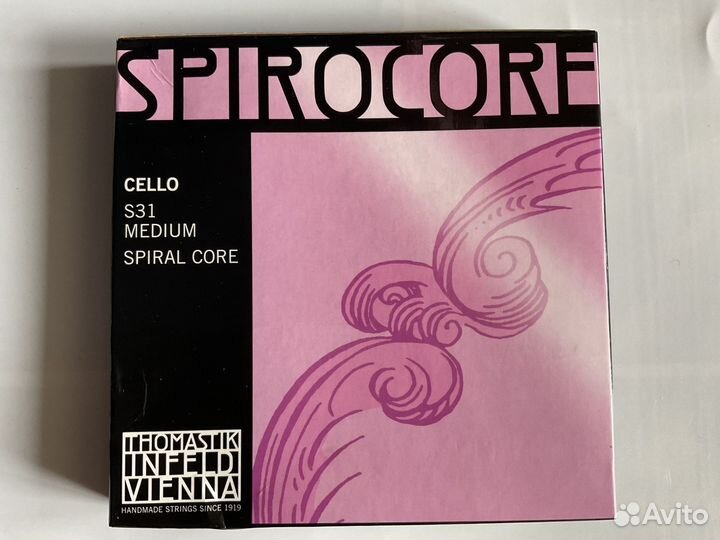 SPIROCORE
CELLO
S31
MEDIUM
SPIRAL CORE
THOMASTIK
INFELD
VIENNA
HANDMADE STRINGS SINCE 1919
Avito